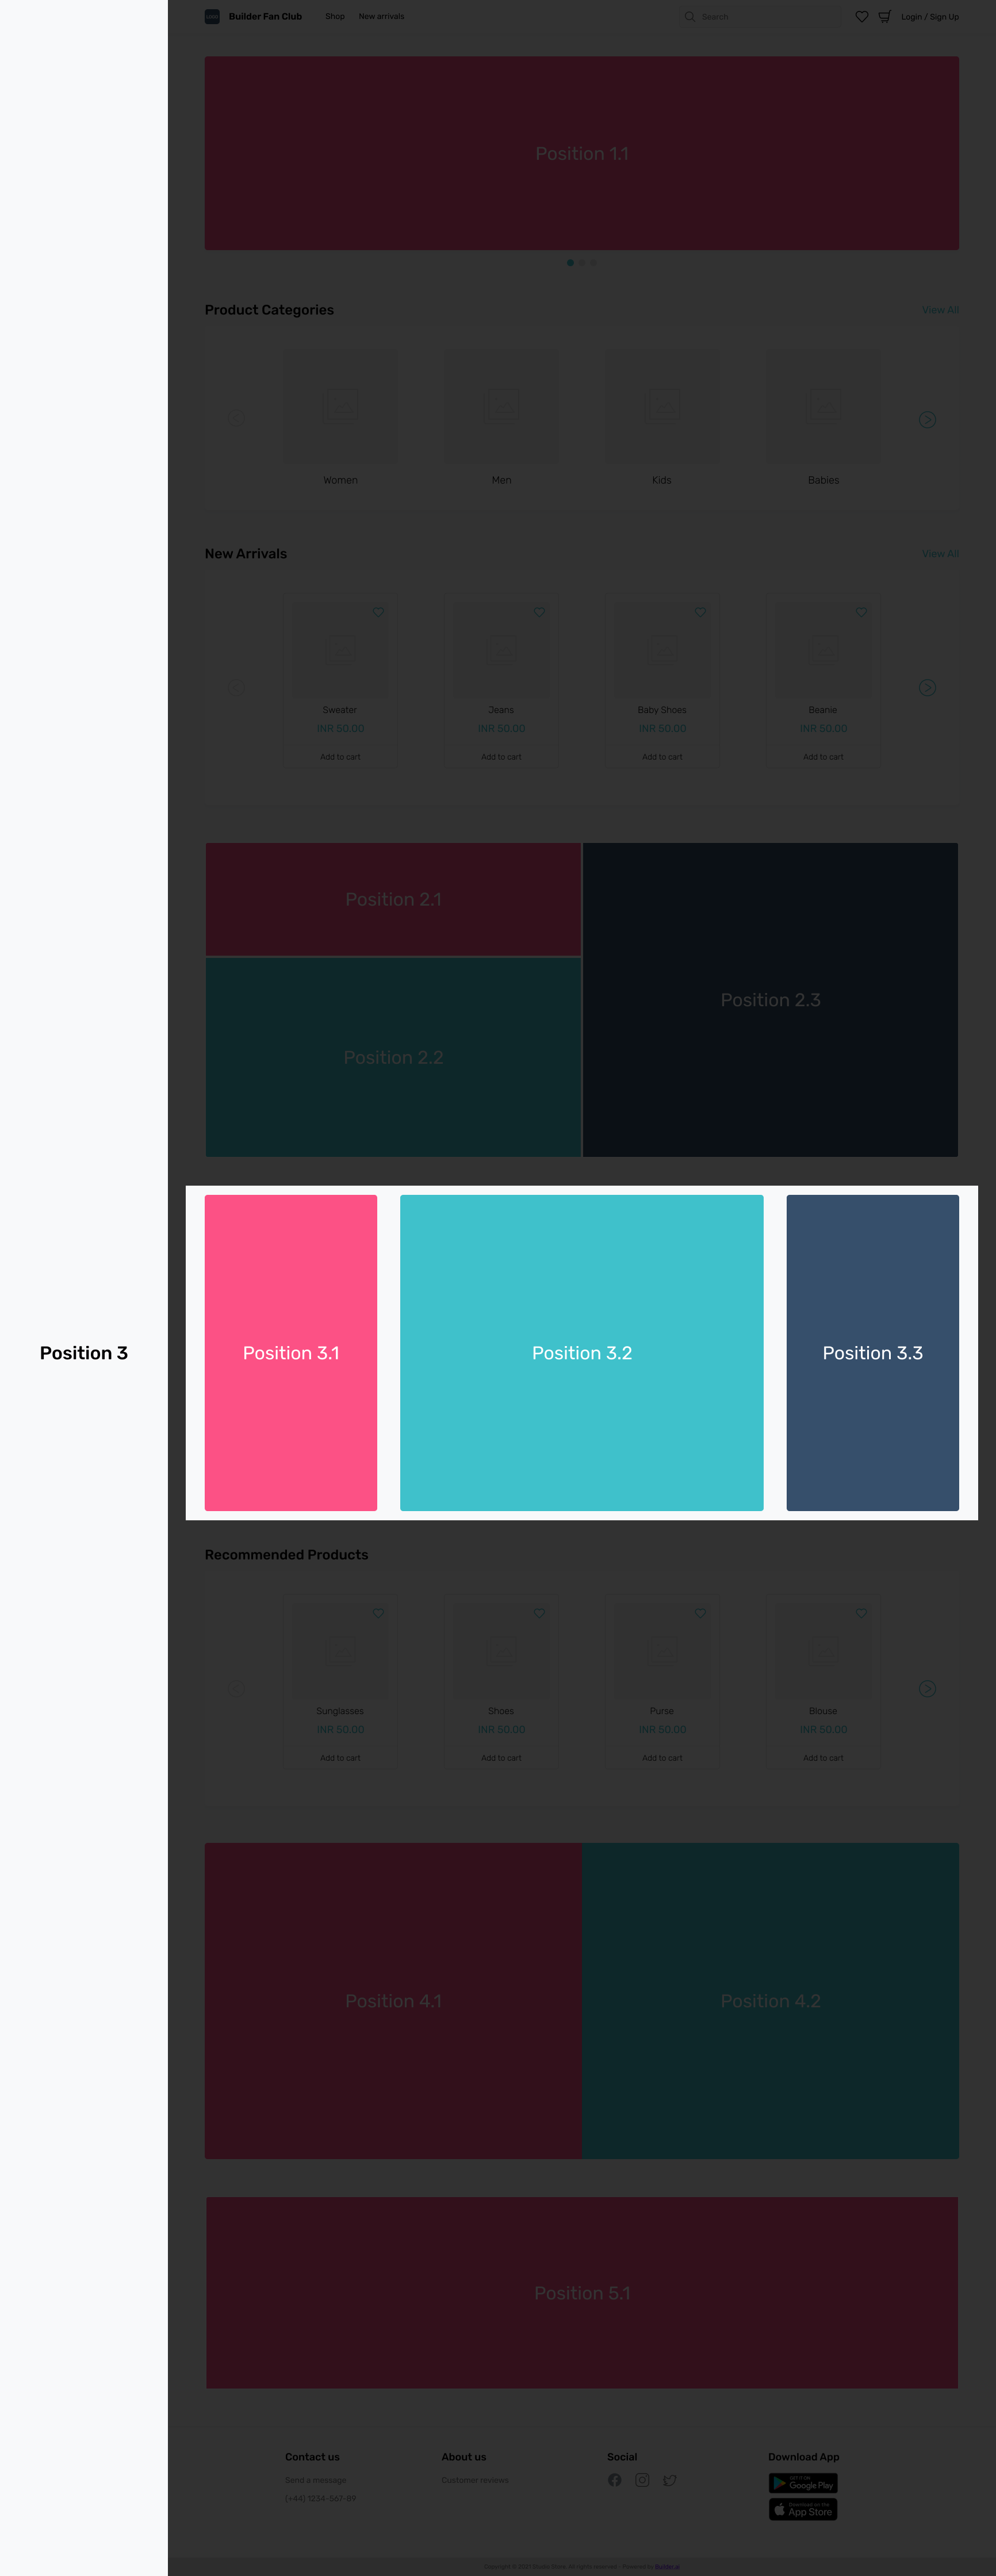 Builder Fan Club
Shop
New arrivals
Search
Login / Sign Up
Position 1.1
Product Categories
View All
Women
Men
Kids
Babies
New Arrivals
View All
Sweater
Jeans
Baby Shoes
Beanie
INR 50.00
INR 50.00
INR 50.00
INR 50.00
Add to cart
Add to cart
Add to cart
Add to cart
Position 2.1
Position 2.2
Position 2.3
Position 3
Position 3.1
Position 3.2
Position 3.3
Recommended Products
Sunglasses
Shoes
Purse
Blouse
INR 50.00
INR 50.00
INR 50.00
INR 50.00
Add to cart
Add to cart
Add to cart
Add to cart
Position 4.1
Position 4.2
Position 5.1
Contact us
About us
Social
Download App
Send a message
Customer reviews
(+44) 1234-567-89
GET IT ON
Google Play
Download on the
App Store